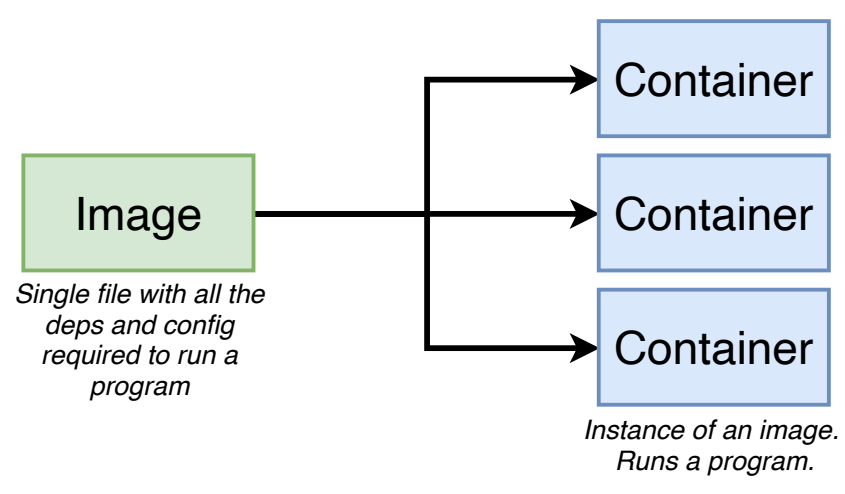 Image
Single file with all the
deps and config
required to run a
program
Container
Container
Container
Instance of an image.
Runs a program.